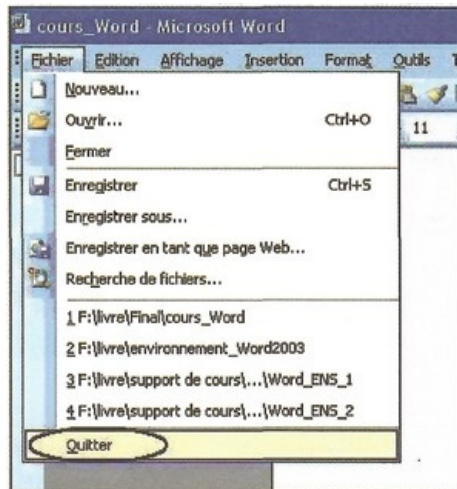 cours_Word - Microsoft Word
Fichier Edition Affichage Insertion Format Outils
Nouveau...
Ouvrir... Ctrl+O
11
Fermer
Enregistrer Ctrl+S
Enregistrer sous...
Enregistrer en tant que page Web...
Recherche de fichiers...
1 F:\livre\Final\cours_Word
2 F:\livre\environnement_Word2003
3 F:\livre\support de cours\...\Word_ENS_1
4 F:\livre\support de cours\...\Word_ENS_2
Quitter